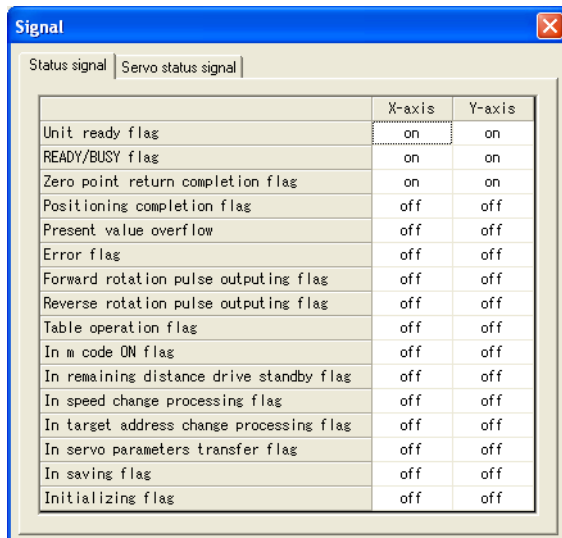 Signal
Status signal Servo status signal
X-axis Y-axis
Unit ready flag on on
READY/BUSY flag on on
Zero point return completion flag on on
Positioning completion flag off off
Present value overflow off off
Error flag off off
Forward rotation pulse outputing flag off off
Reverse rotation pulse outputing flag off off
Table operation flag off off
In m code ON flag off off
In remaining distance drive standby flag off off
In speed change processing flag off off
In target address change processing flag off off
In servo parameters transfer flag off off
In saving flag off off
Initializing flag off off